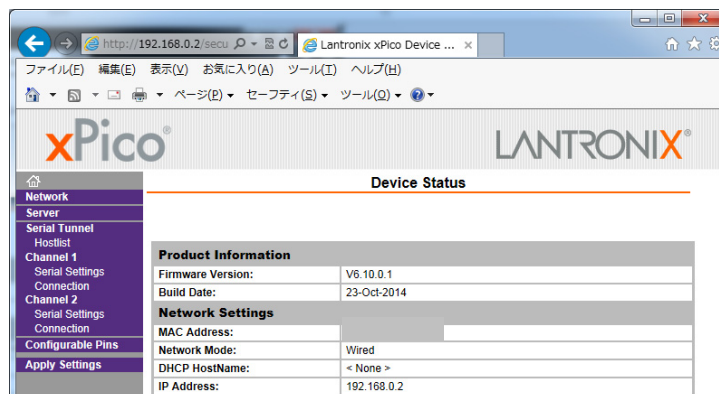 http://192.168.0.2/secu
Lantronix xPico Device ...
ファイル(F) 編集(E) 表示(V) お気に入り(A) ツール(T) ヘルプ(H)
ページ(P) セーフティ(S) ツール(O)
xPico®
LANTRONIX®
Device Status
Network
Server
Serial Tunnel
Hostlist
Channel 1
Serial Settings
Connection
Channel 2
Serial Settings
Connection
Configurable Pins
Apply Settings
Product Information
Firmware Version: V6.10.0.1
Build Date: 23-Oct-2014
Network Settings
MAC Address:
Network Mode: Wired
DHCP HostName: < None >
IP Address: 192.168.0.2